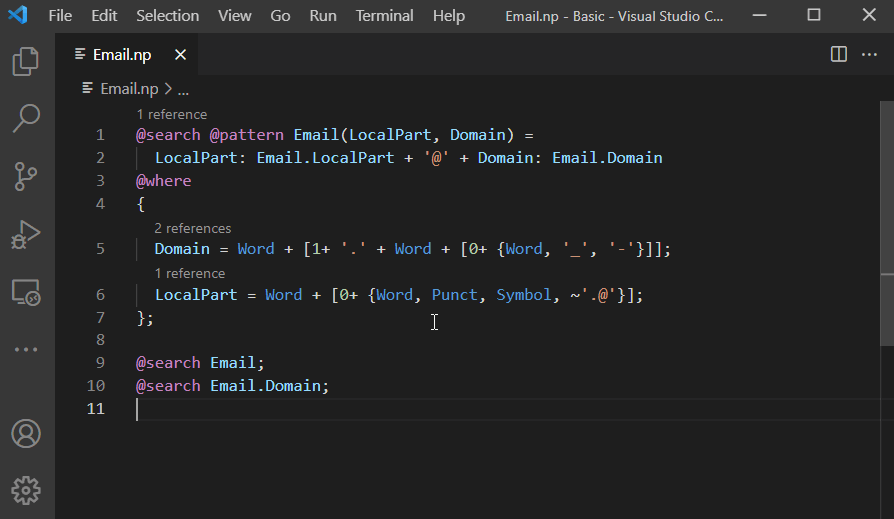 File Edit Selection View Go Run Terminal Help Email.np - Basic - Visual Studio C...
Email.np
Email.np > ...
1 reference
1 @search @pattern Email(LocalPart, Domain) =
2 LocalPart: Email.LocalPart + '@' + Domain: Email.Domain
3 @where
4 {
2 references
5 Domain = Word + [1+ '.' + Word + [0+ {Word, '_', '-'}]];
1 reference
6 LocalPart = Word + [0+ {Word, Punct, Symbol, ~'.@'}];
7 };
8
9 @search Email;
10 @search Email.Domain;
11